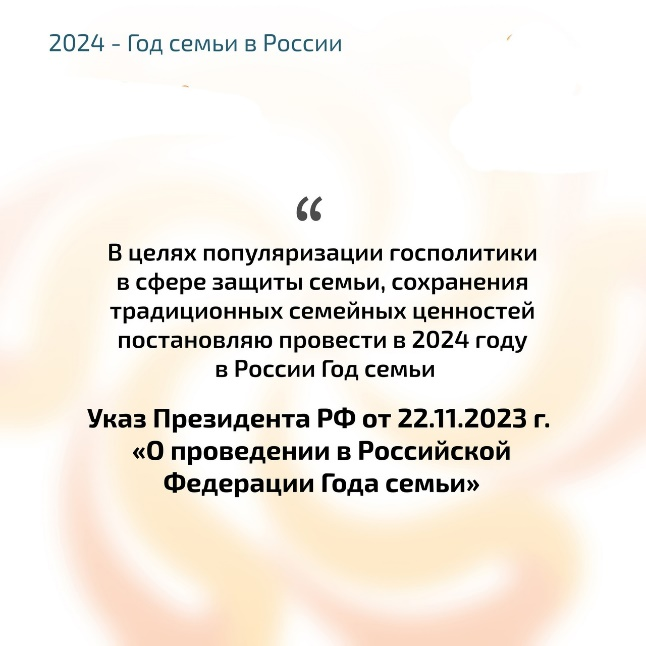 2024 - Год семьи в России
“
В целях популяризации госполитики
в сфере защиты семьи, сохранения
традиционных семейных ценностей
постановляю провести в 2024 году
в России Год семьи
Указ Президента РФ от 22.11.2023 г.
«О проведении в Российской
Федерации Года семьи»